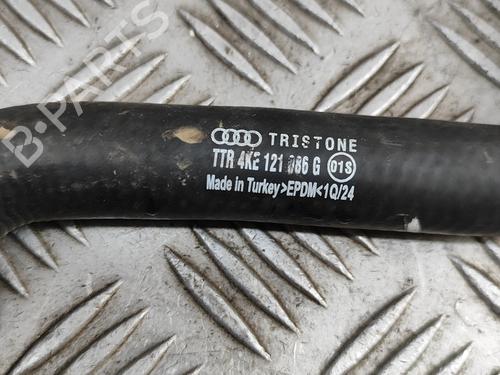 B-PARTS
TRISTONE
TTR 4KE 121 086 G 01S
Made in Turkey >EPDM< 1Q/24